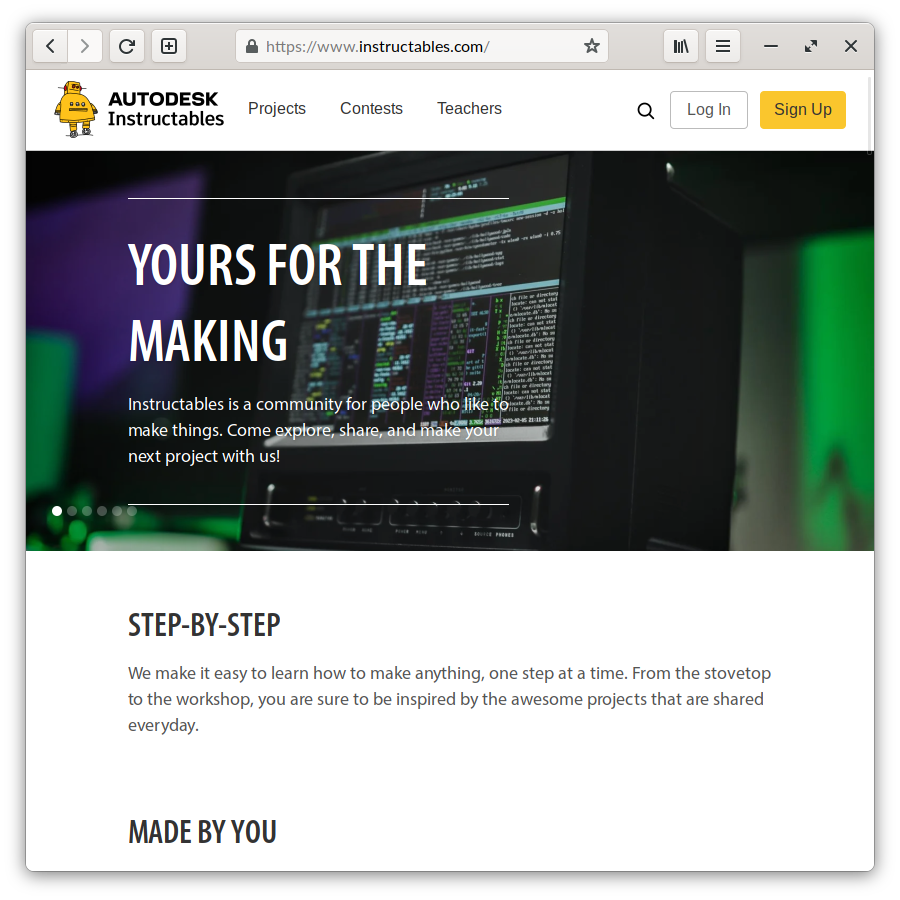 https://www.instructables.com/
AUTODESK
Instructables
Projects
Contests
Teachers
Log In
Sign Up
YOURS FOR THE
MAKING
Instructables is a community for people who like to
make things. Come explore, share, and make your
next project with us!
STEP-BY-STEP
We make it easy to learn how to make anything, one step at a time. From the stovetop
to the workshop, you are sure to be inspired by the awesome projects that are shared
everyday.
MADE BY YOU